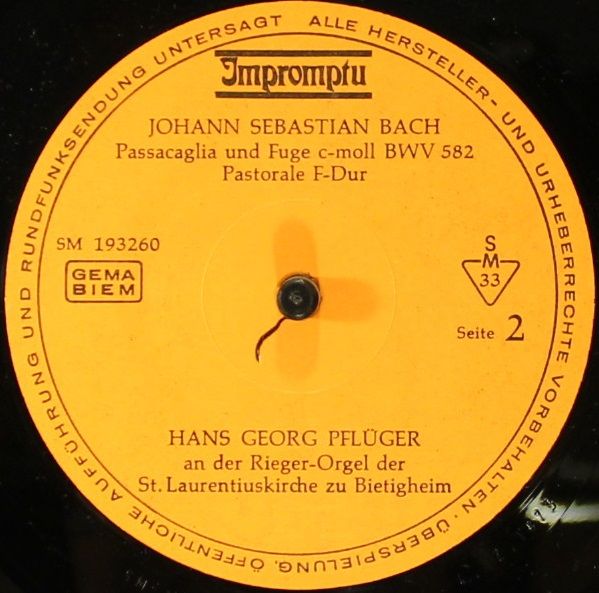 ALLE HERSTELLER- UND URHEBERRECHTE VORBEHALTEN · ÜBERSPIELUNG, ÖFFENTLICHE AUFFÜHRUNG UND RUNDFUNKSENDUNG UNTERSAGT
Impromptu
JOHANN SEBASTIAN BACH
Passacaglia und Fuge c-moll BWV 582
Pastorale F-Dur
SM 193260
GEMA
BIEM
S
M
33
Seite 2
HANS GEORG PFLÜGER
an der Rieger-Orgel der
St. Laurentiuskirche zu Bietigheim